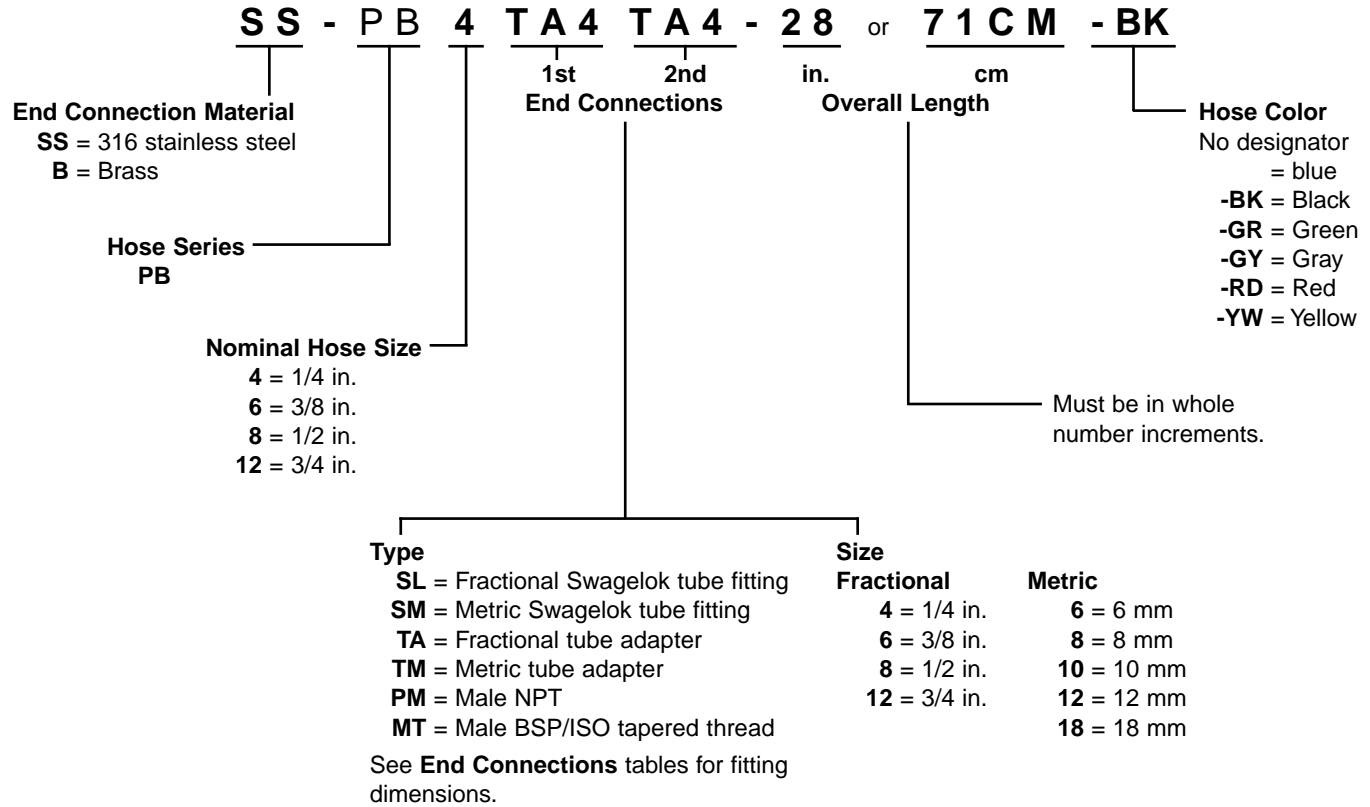 SS - PB 4 TA4 TA4 - 28 or 71CM -BK
1st 2nd in. cm
End Connections Overall Length
End Connection Material
SS = 316 stainless steel
B = Brass
Hose Color
No designator
= blue
-BK = Black
-GR = Green
-GY = Gray
-RD = Red
-YW = Yellow
Hose Series
PB
Nominal Hose Size
4 = 1/4 in.
6 = 3/8 in.
8 = 1/2 in.
12 = 3/4 in.
Must be in whole
number increments.
Type
SL = Fractional Swagelok tube fitting
SM = Metric Swagelok tube fitting
TA = Fractional tube adapter
TM = Metric tube adapter
PM = Male NPT
MT = Male BSP/ISO tapered thread
See End Connections tables for fitting
dimensions.
Size
Fractional Metric
4 = 1/4 in. 6 = 6 mm
6 = 3/8 in. 8 = 8 mm
8 = 1/2 in. 10 = 10 mm
12 = 3/4 in. 12 = 12 mm
18 = 18 mm